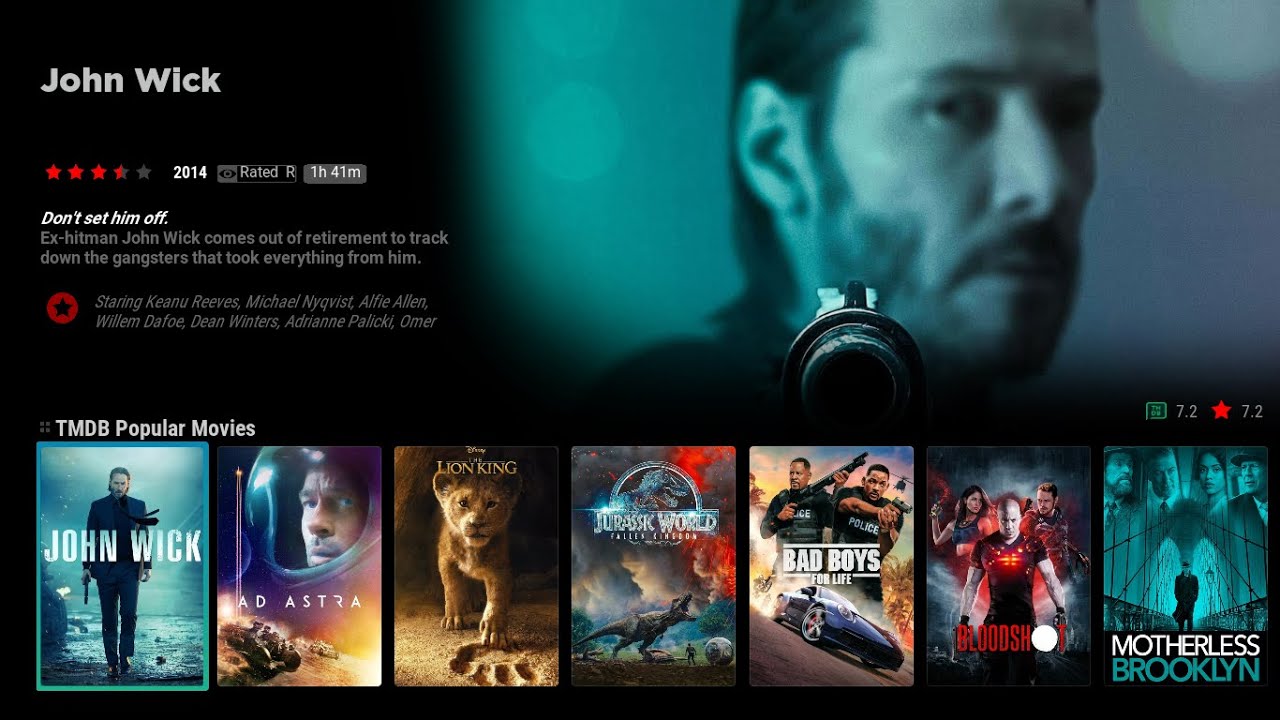 John Wick
2014 Rated R 1h 41m
Don't set him off.
Ex-hitman John Wick comes out of retirement to track
down the gangsters that took everything from him.
Staring Keanu Reeves, Michael Nyqvist, Alfie Allen,
Willem Dafoe, Dean Winters, Adrianne Palicki, Omer
7.2 7.2
TMDB Popular Movies
JOHN WICK
AD ASTRA
Disney
THE
LION KING
JURASSIC WORLD
FALLEN KINGDOM
POLICE
BAD BOYS
FOR LIFE
BLOODSHOT
MOTHERLESS
BROOKLYN